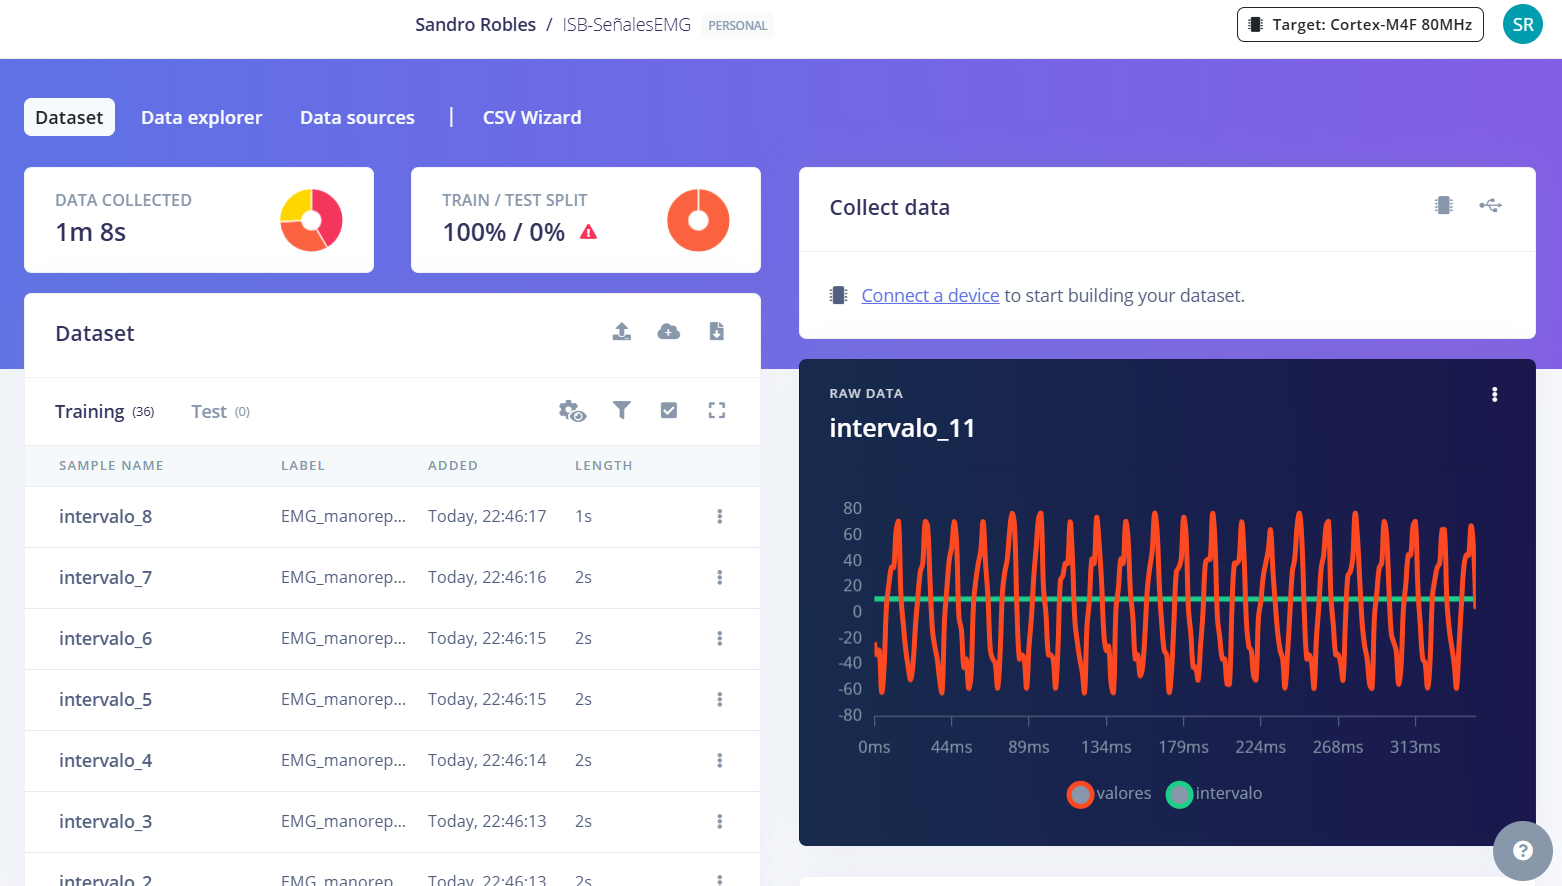 Sandro Robles / ISB-SeñalesEMG PERSONAL
Target: Cortex-M4F 80MHz
SR
Dataset Data explorer Data sources | CSV Wizard
DATA COLLECTED
1m 8s
TRAIN / TEST SPLIT
100% / 0%
Collect data
Connect a device to start building your dataset.
Dataset
Training (36) Test (0)
SAMPLE NAME LABEL ADDED LENGTH
intervalo_8 EMG_manorep... Today, 22:46:17 1s
intervalo_7 EMG_manorep... Today, 22:46:16 2s
intervalo_6 EMG_manorep... Today, 22:46:15 2s
intervalo_5 EMG_manorep... Today, 22:46:15 2s
intervalo_4 EMG_manorep... Today, 22:46:14 2s
intervalo_3 EMG_manorep... Today, 22:46:13 2s
intervalo_2 EMG_manorep... Today, 22:46:13 2s
RAW DATA
intervalo_11
80
60
40
20
0
-20
-40
-60
-80
0ms 44ms 89ms 134ms 179ms 224ms 268ms 313ms
valores intervalo
?